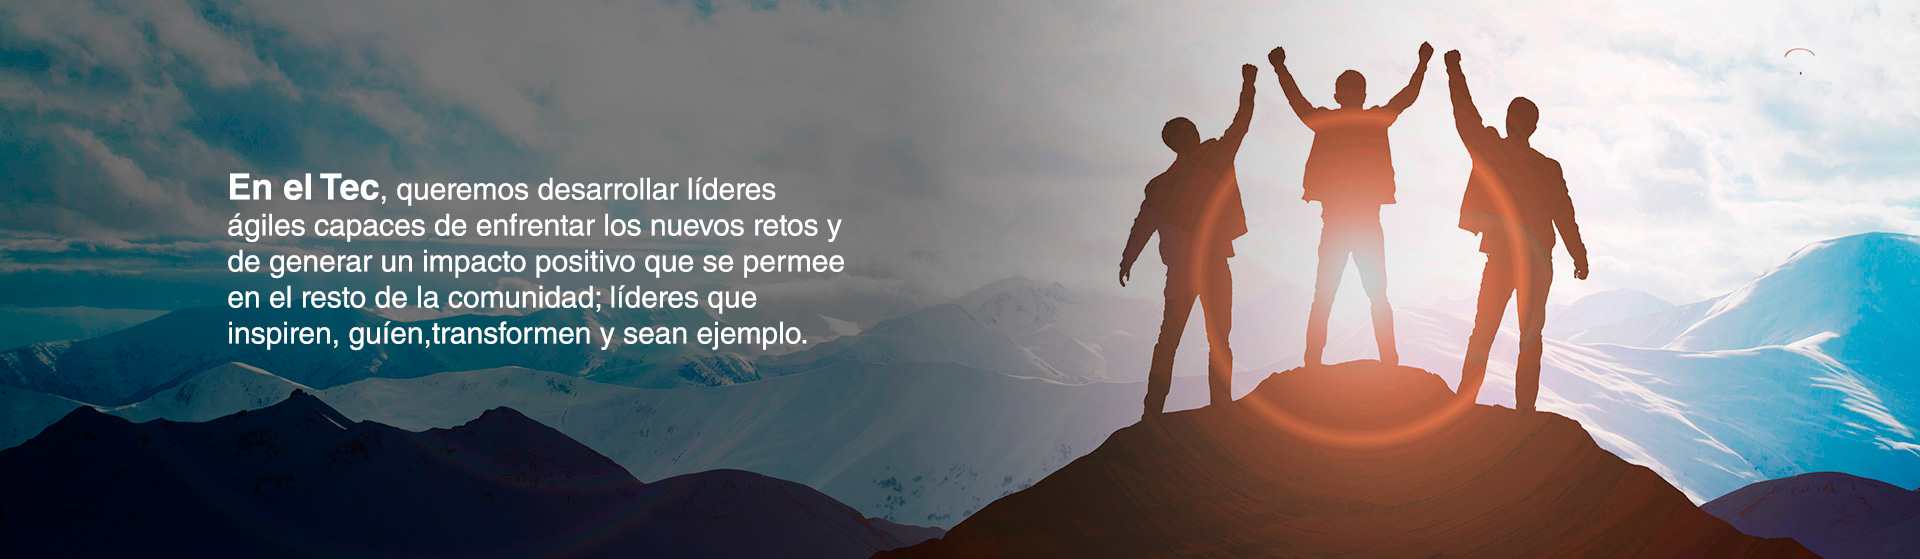 En el Tec, queremos desarrollar líderes
ágiles capaces de enfrentar los nuevos retos y
de generar un impacto positivo que se permee
en el resto de la comunidad; líderes que
inspiren, guíen,transformen y sean ejemplo.